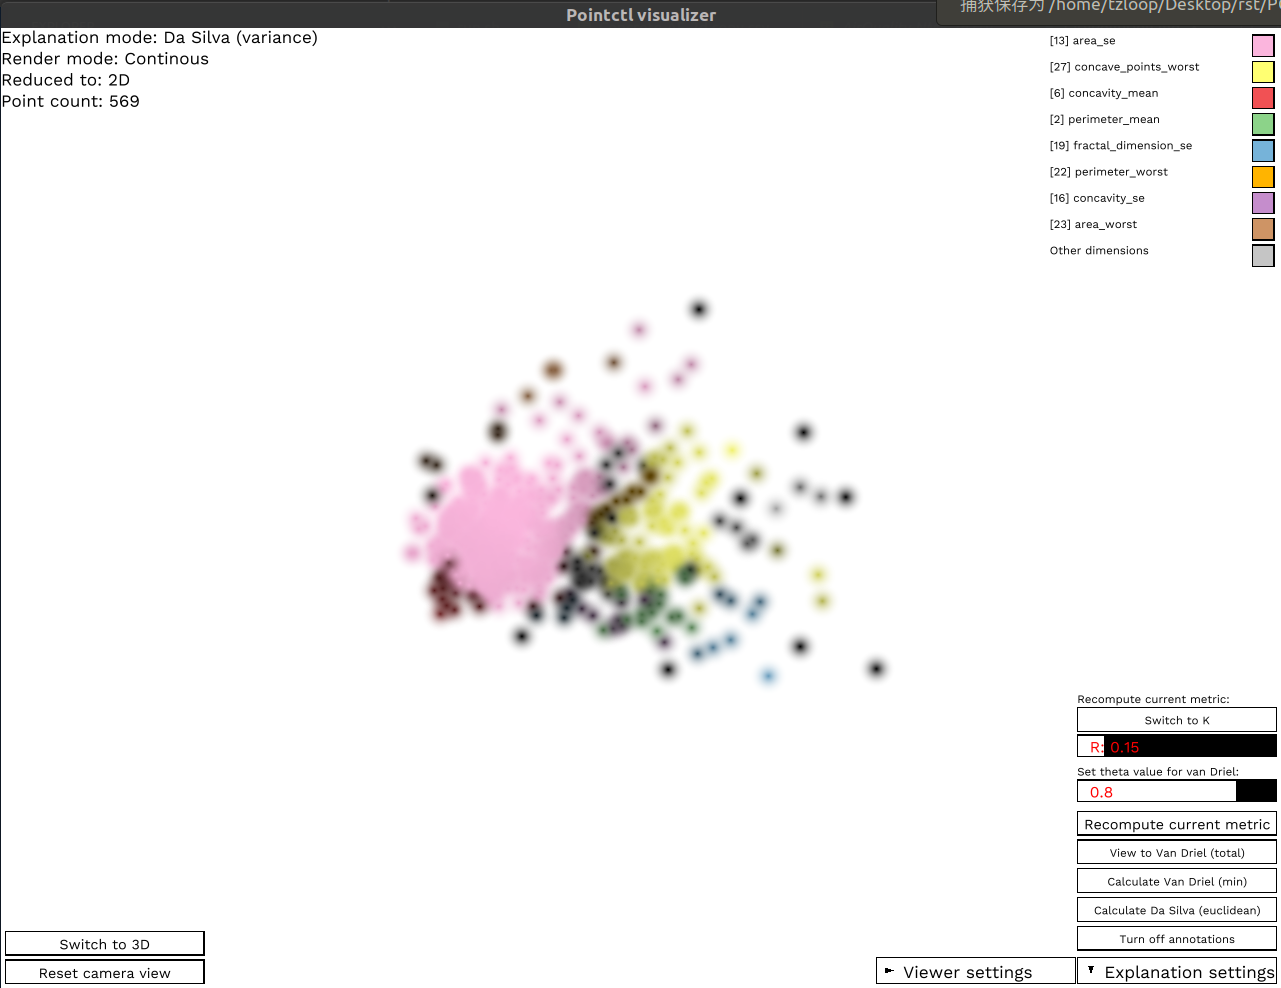 Pointctl visualizer
捕获保存为 /home/tzloop/Desktop/rst/P
Explanation mode: Da Silva (variance)
Render mode: Continous
Reduced to: 2D
Point count: 569
[13] area_se
[27] concave_points_worst
[6] concavity_mean
[2] perimeter_mean
[19] fractal_dimension_se
[22] perimeter_worst
[16] concavity_se
[23] area_worst
Other dimensions
Recompute current metric:
Switch to K
R: 0.15
Set theta value for van Driel:
0.8
Recompute current metric
View to Van Driel (total)
Calculate Van Driel (min)
Calculate Da Silva (euclidean)
Turn off annotations
Switch to 3D
Reset camera view
Viewer settings
Explanation settings